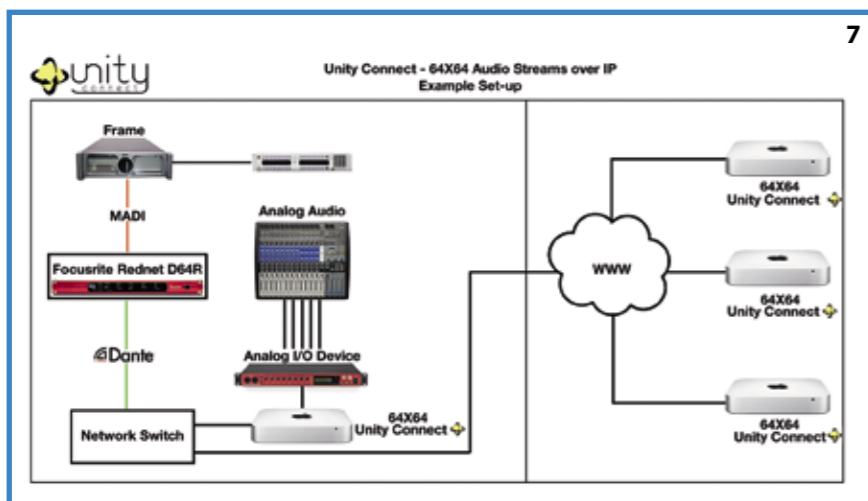 7
unity
connect
Unity Connect - 64X64 Audio Streams over IP
Example Set-up
Frame
MADI
Analog Audio
Focusrite Rednet D64R
Dante
Analog I/O Device
Network Switch
64X64
Unity Connect
WWW
64X64
Unity Connect
64X64
Unity Connect
64X64
Unity Connect